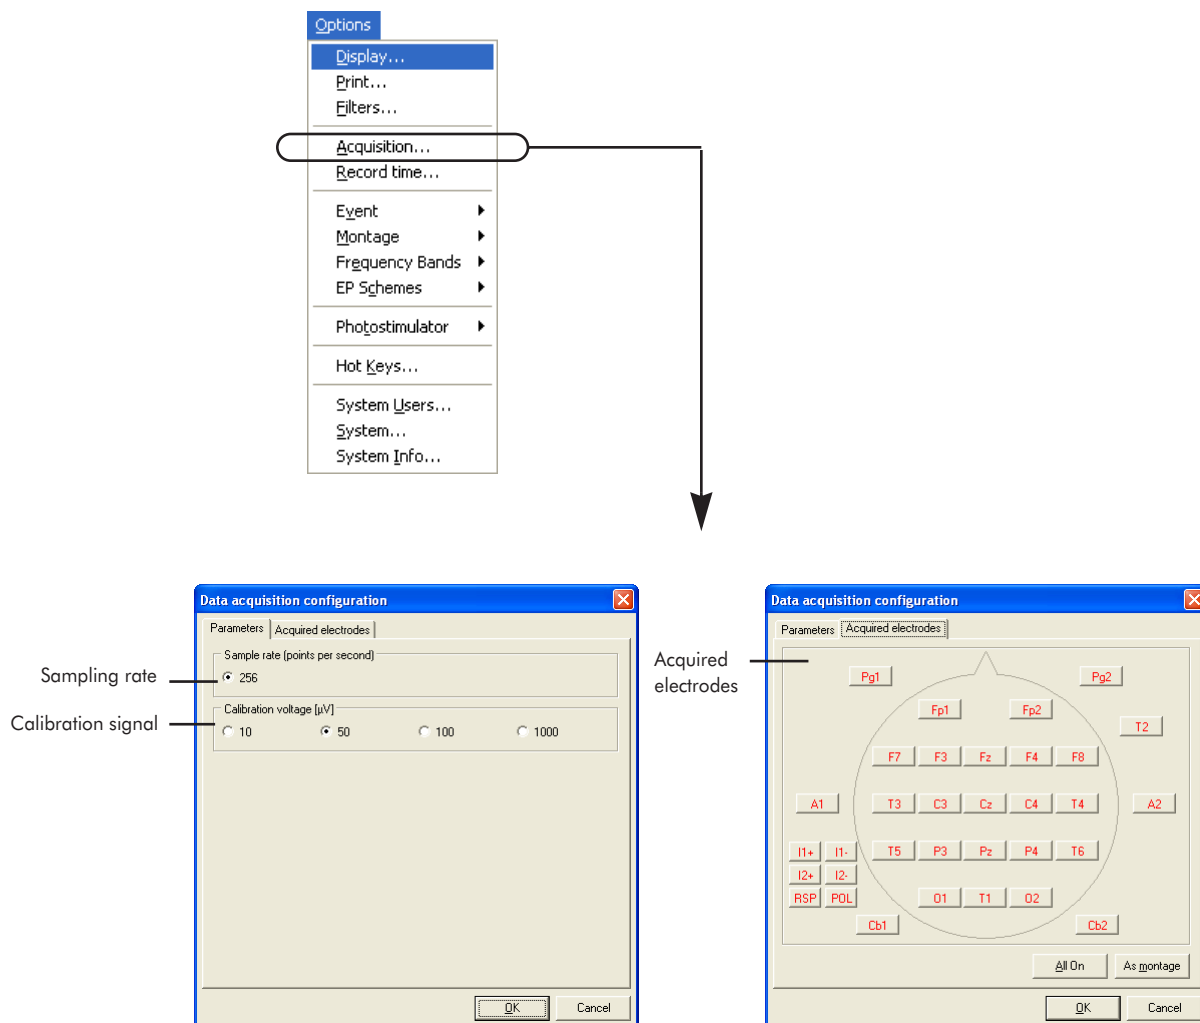 Options
Display...
Print...
Filters...
Acquisition...
Record time...
Event
Montage
Frequency Bands
EP Schemes
Photostimulator
Hot Keys...
System Users...
System...
System Info...
Data acquisition configuration
Parameters Acquired electrodes
Sample rate (points per second)
Sampling rate
256
Calibration voltage [µV]
Calibration signal
10 50 100 1000
OK Cancel
Data acquisition configuration
Parameters Acquired electrodes
Acquired
electrodes
Pg1 Pg2
Fp1 Fp2
T2
F7 F3 Fz F4 F8
A1 T3 C3 Cz C4 T4 A2
I1+ I1- T5 P3 Pz P4 T6
I2+ I2-
RSP POL O1 T1 O2
Cb1 Cb2
All On As montage
OK Cancel